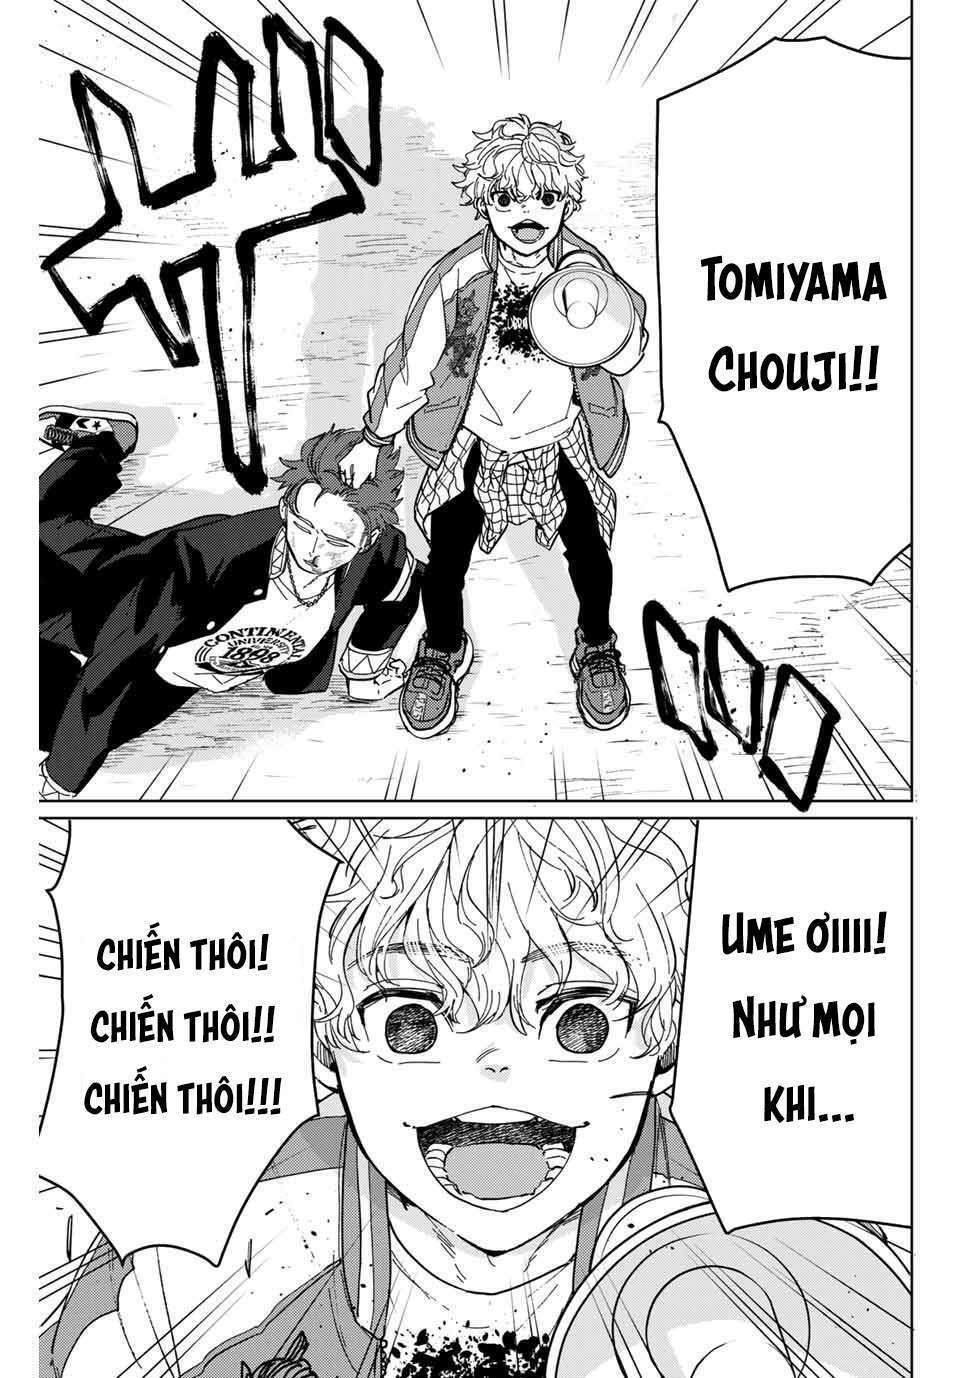 TOMIYAMA
CHOUJI!!
CONTINENTAL
UNIVERSITY
1898
UME ƠIIII!
NHƯ MỌI
KHI...
CHIẾN THÔI!
CHIẾN THÔI!!
CHIẾN THÔI!!!